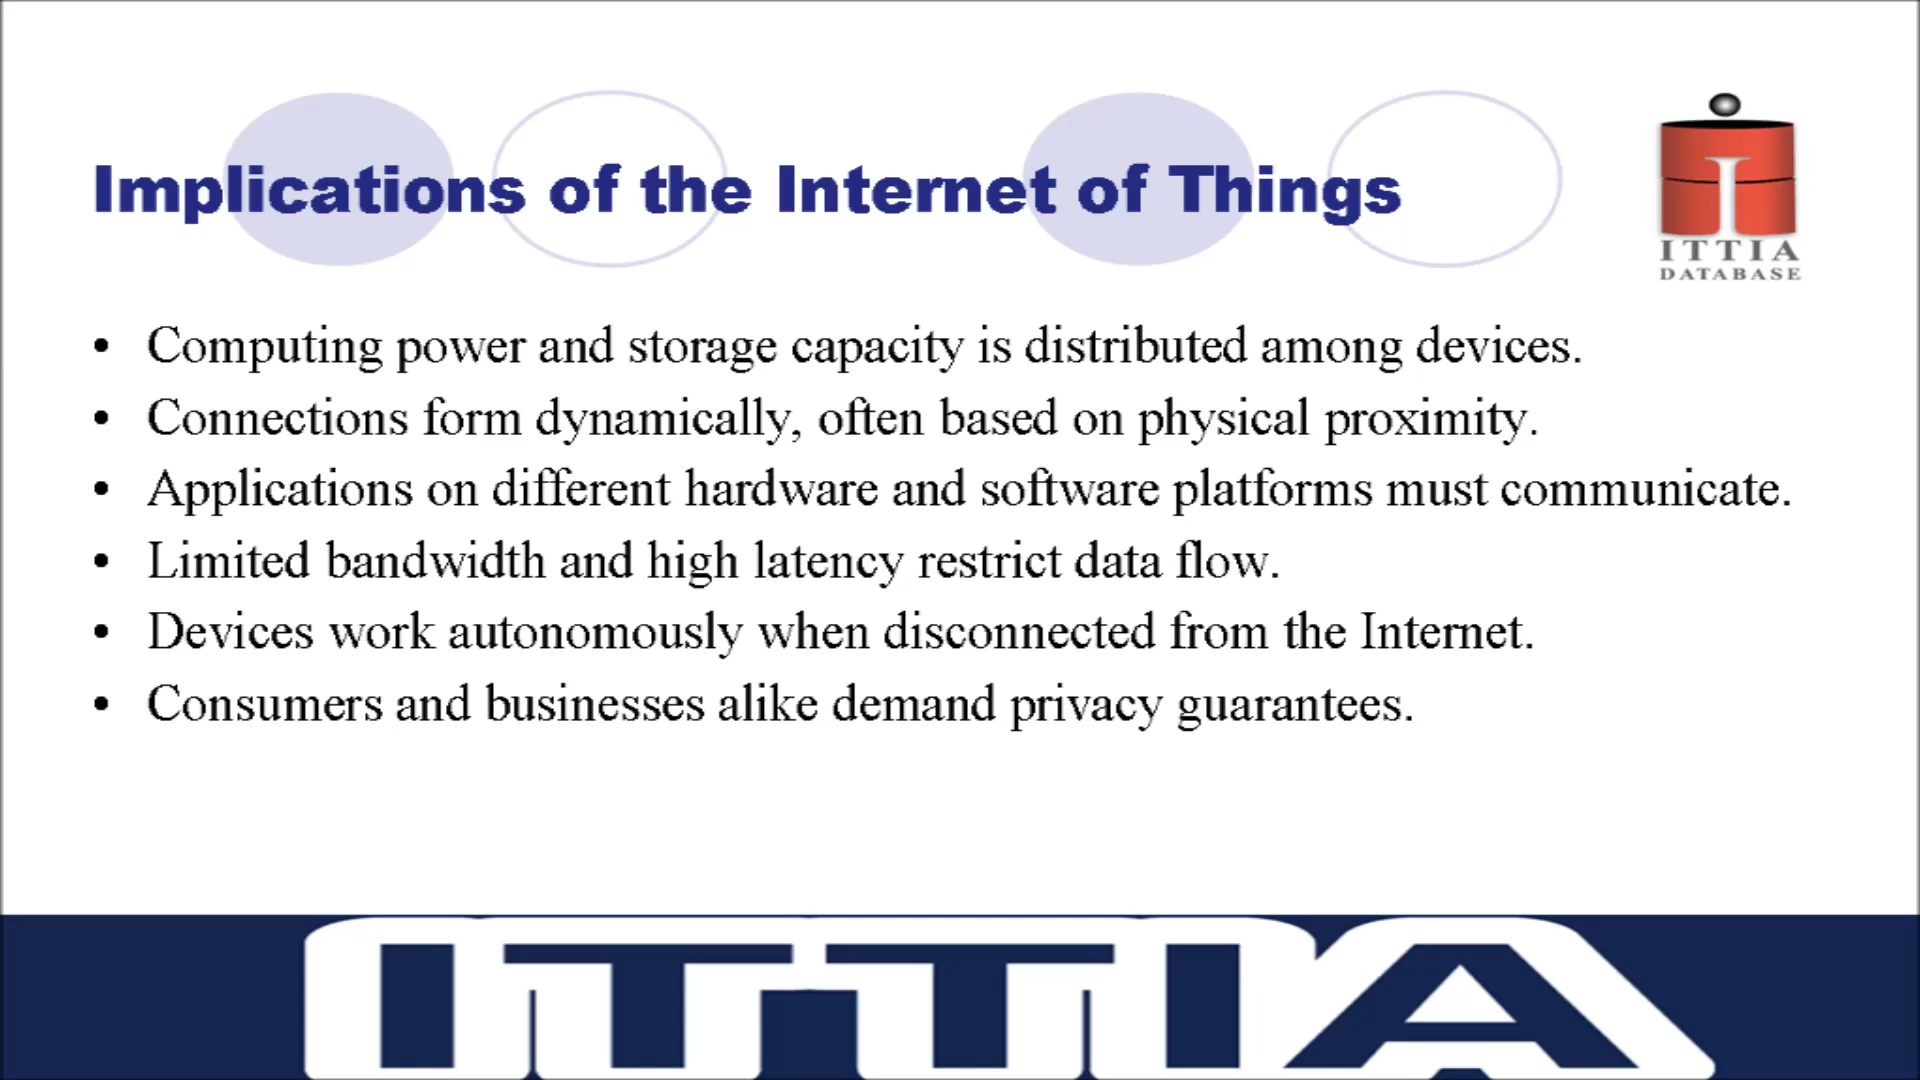 Implications of the Internet of Things
ITTIA
DATABASE
• Computing power and storage capacity is distributed among devices.
• Connections form dynamically, often based on physical proximity.
• Applications on different hardware and software platforms must communicate.
• Limited bandwidth and high latency restrict data flow.
• Devices work autonomously when disconnected from the Internet.
• Consumers and businesses alike demand privacy guarantees.
ITTIA